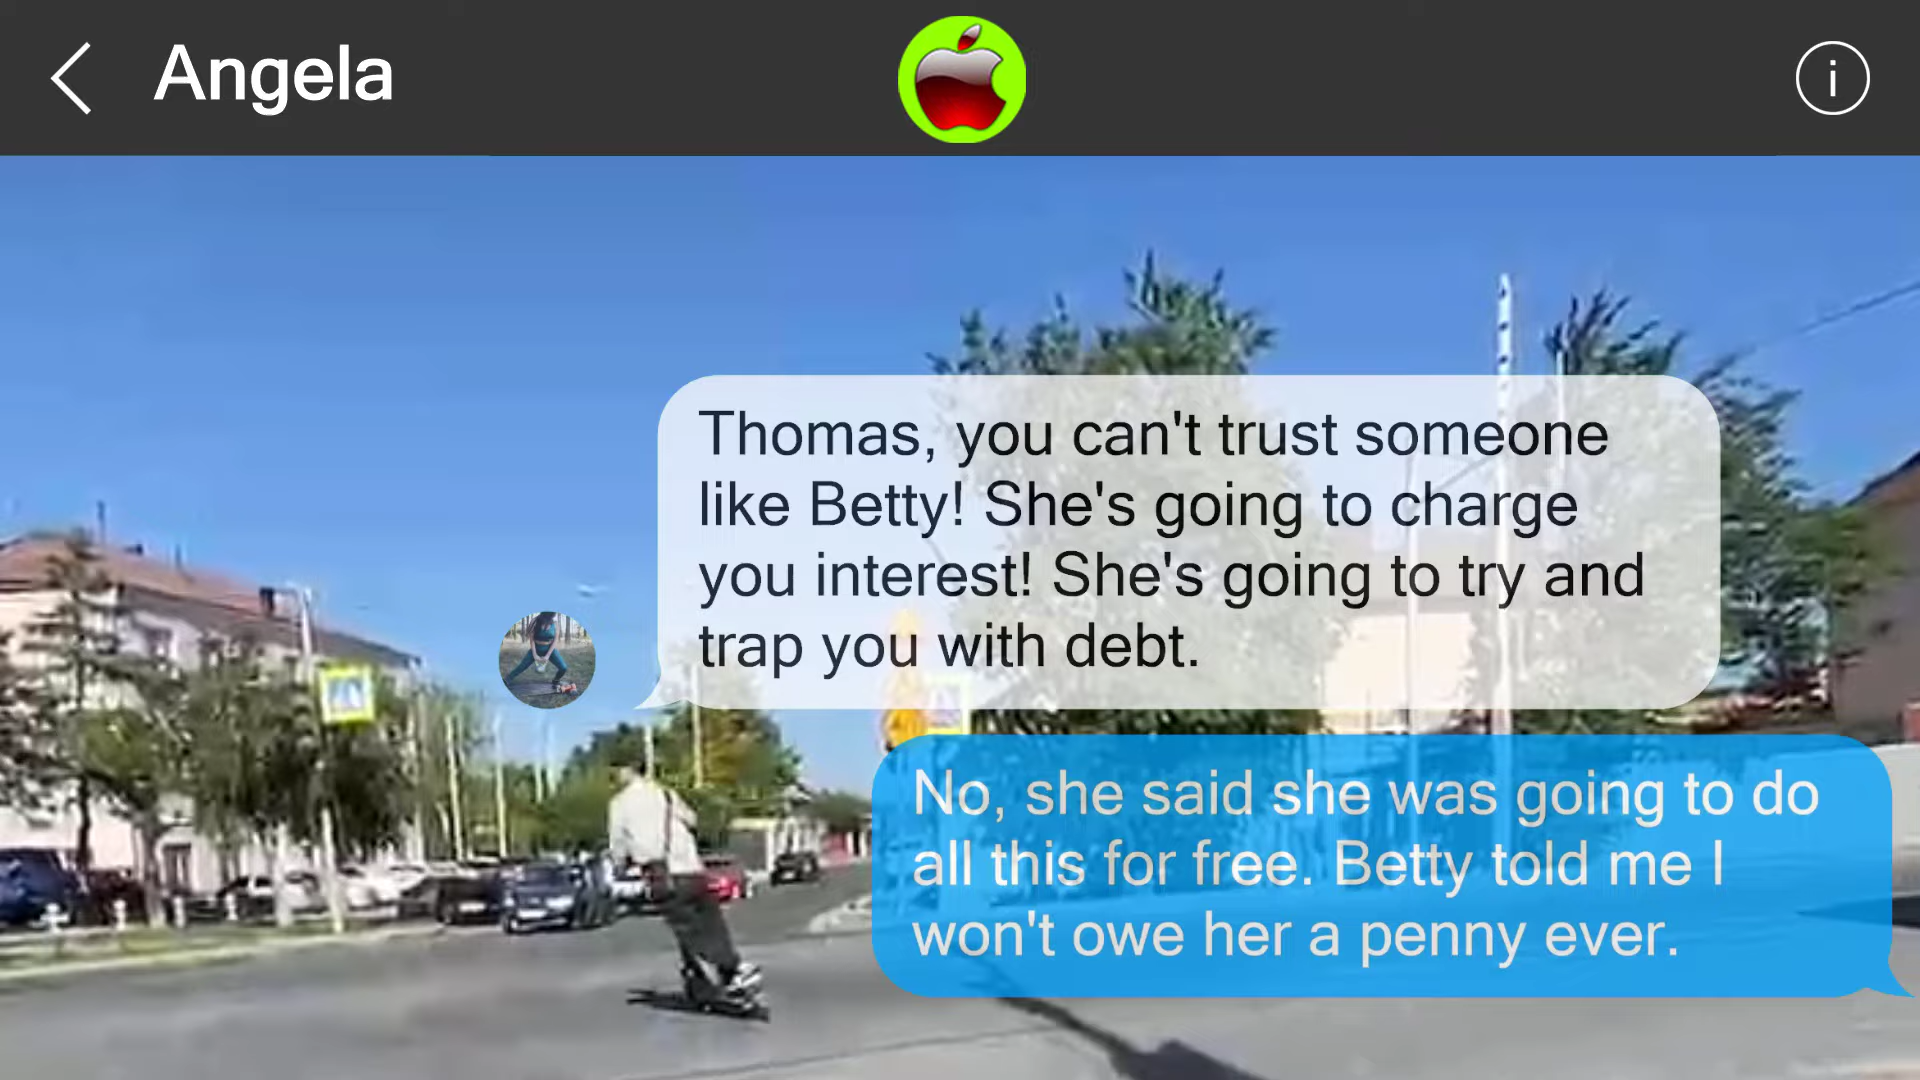 Angela
Thomas, you can't trust someone
like Betty! She's going to charge
you interest! She's going to try and
trap you with debt.
No, she said she was going to do
all this for free. Betty told me I
won't owe her a penny ever.